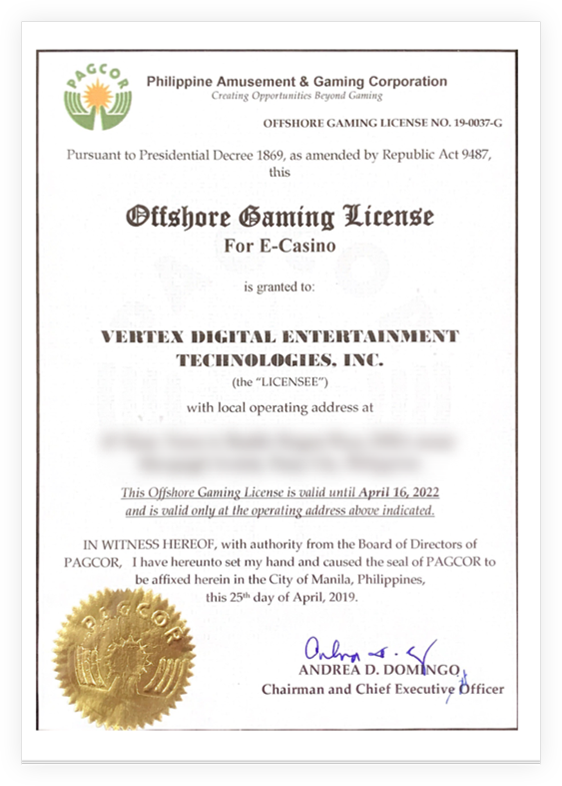 PAGCOR
Philippine Amusement & Gaming Corporation
Creating Opportunities Beyond Gaming
OFFSHORE GAMING LICENSE NO. 19-0037-G
Pursuant to Presidential Decree 1869, as amended by Republic Act 9487,
this
Offshore Gaming License
For E-Casino
is granted to:
VERTEX DIGITAL ENTERTAINMENT
TECHNOLOGIES, INC.
(the “LICENSEE”)
with local operating address at
This Offshore Gaming License is valid until April 16, 2022
and is valid only at the operating address above indicated.
IN WITNESS HEREOF, with authority from the Board of Directors of
PAGCOR, I have hereunto set my hand and caused the seal of PAGCOR to
be affixed herein in the City of Manila, Philippines,
this 25th day of April, 2019.
PAGCOR
ANDREA D. DOMINGO
Chairman and Chief Executive Officer